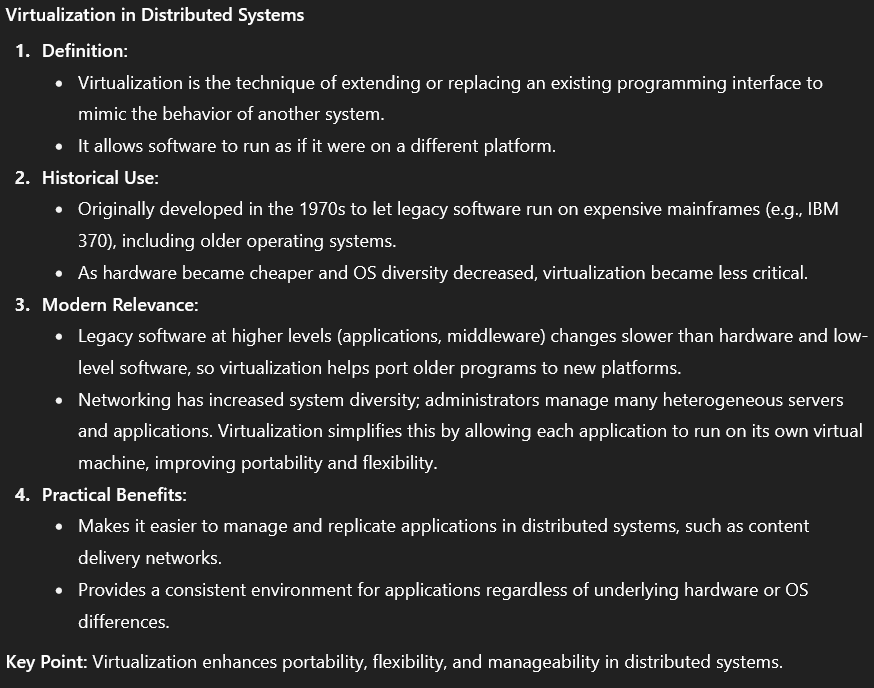 Virtualization in Distributed Systems
1. Definition:
• Virtualization is the technique of extending or replacing an existing programming interface to
mimic the behavior of another system.
• It allows software to run as if it were on a different platform.
2. Historical Use:
• Originally developed in the 1970s to let legacy software run on expensive mainframes (e.g., IBM
370), including older operating systems.
• As hardware became cheaper and OS diversity decreased, virtualization became less critical.
3. Modern Relevance:
• Legacy software at higher levels (applications, middleware) changes slower than hardware and low-
level software, so virtualization helps port older programs to new platforms.
• Networking has increased system diversity; administrators manage many heterogeneous servers
and applications. Virtualization simplifies this by allowing each application to run on its own virtual
machine, improving portability and flexibility.
4. Practical Benefits:
• Makes it easier to manage and replicate applications in distributed systems, such as content
delivery networks.
• Provides a consistent environment for applications regardless of underlying hardware or OS
differences.
Key Point: Virtualization enhances portability, flexibility, and manageability in distributed systems.